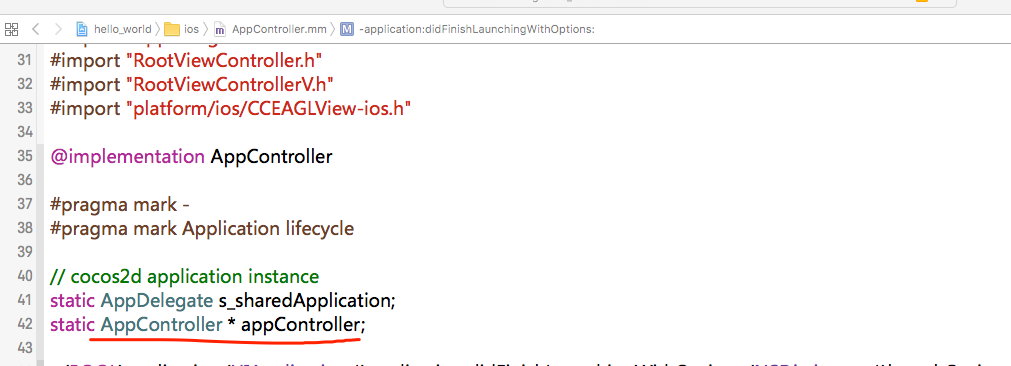 hello_world ios AppController.mm -application:didFinishLaunchingWithOptions:
31 #import "RootViewController.h"
32 #import "RootViewControllerV.h"
33 #import "platform/ios/CCEAGLView-ios.h"
34
35 @implementation AppController
36
37 #pragma mark -
38 #pragma mark Application lifecycle
39
40 // cocos2d application instance
41 static AppDelegate s_sharedApplication;
42 static AppController * appController;
43